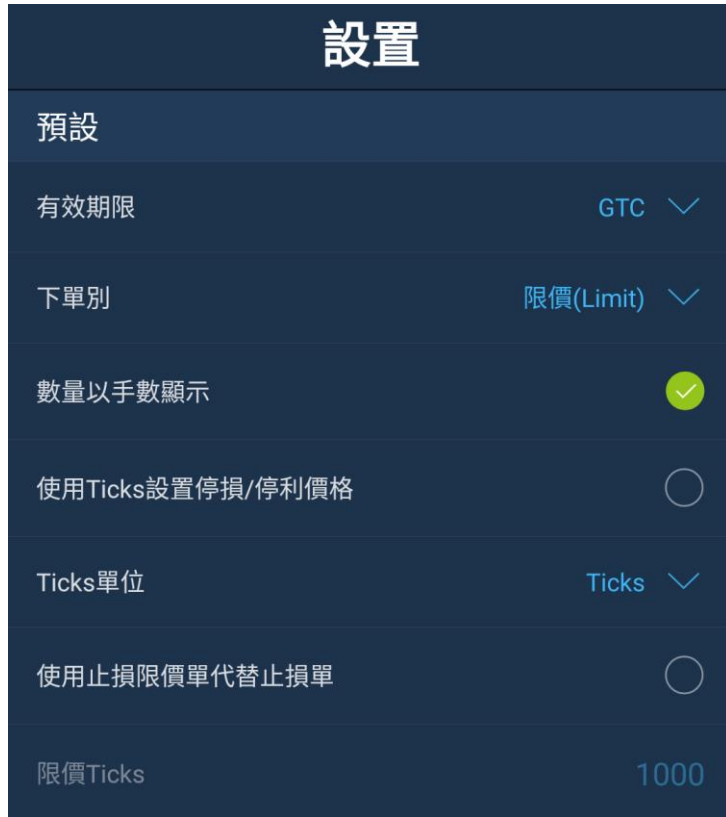 設置
預設
有效期限 GTC
下單別 限價(Limit)
數量以手數顯示
使用Ticks設置停損/停利價格
Ticks單位 Ticks
使用止損限價單代替止損單
限價Ticks 1000